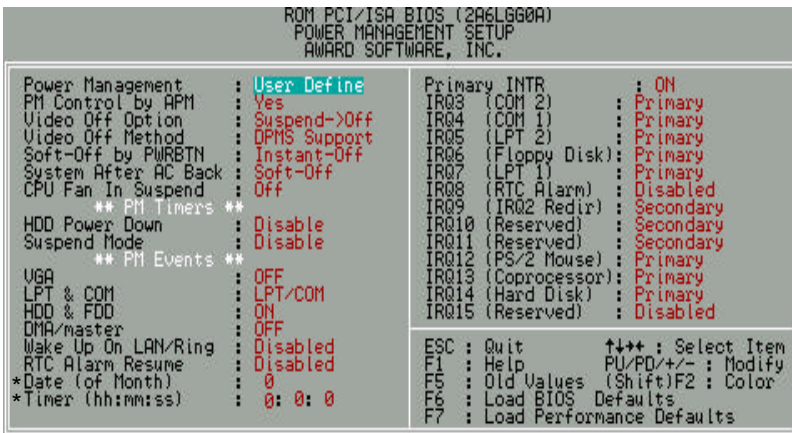 ROM PCI/ISA BIOS (2A6LGG0A)
POWER MANAGEMENT SETUP
AWARD SOFTWARE, INC.
Power Management : User Define
PM Control by APM : Yes
Video Off Option : Suspend->Off
Video Off Method : DPMS Support
Soft-Off by PWRBTN : Instant-Off
System After AC Back : Soft-Off
CPU Fan In Suspend : Off
** PM Timers **
HDD Power Down : Disable
Suspend Mode : Disable
** PM Events **
VGA : OFF
LPT & COM : LPT/COM
HDD & FDD : ON
DMA/master : OFF
Wake Up On LAN/Ring : Disabled
RTC Alarm Resume : Disabled
*Date (of Month) : 0
*Timer (hh:mm:ss) : 0: 0: 0
Primary INTR : ON
IRQ3 (COM 2) : Primary
IRQ4 (COM 1) : Primary
IRQ5 (LPT 2) : Primary
IRQ6 (Floppy Disk): Primary
IRQ7 (LPT 1) : Primary
IRQ8 (RTC Alarm) : Disabled
IRQ9 (IRQ2 Redir) : Secondary
IRQ10 (Reserved) : Secondary
IRQ11 (Reserved) : Secondary
IRQ12 (PS/2 Mouse) : Primary
IRQ13 (Coprocessor): Primary
IRQ14 (Hard Disk) : Primary
IRQ15 (Reserved) : Disabled
ESC : Quit ↑↓→← : Select Item
F1 : Help PU/PD/+/- : Modify
F5 : Old Values (Shift)F2 : Color
F6 : Load BIOS Defaults
F7 : Load Performance Defaults